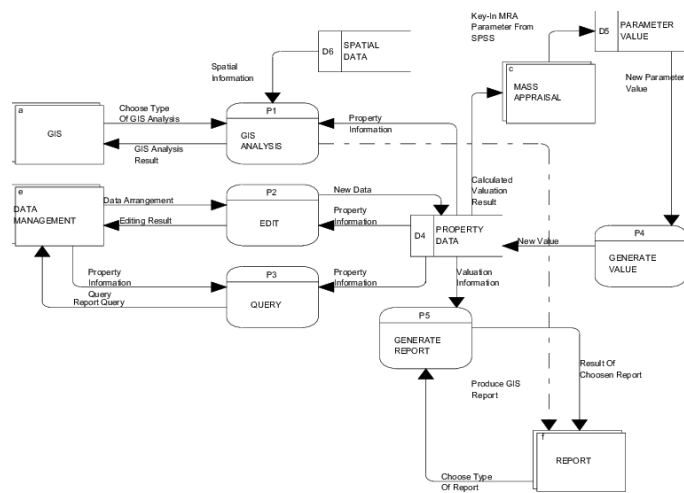 Key-In MRA
Parameter From
SPSS
D5
PARAMETER
VALUE
D6
SPATIAL
DATA
Spatial
Information
c
MASS
APPRAISAL
New Parameter
Value
a
GIS
Choose Type
Of GIS Analysis
GIS Analysis
Result
P1
GIS
ANALYSIS
Property
Information
Calculated
Valuation
Result
e
DATA
MANAGEMENT
Data Arrangement
Editing Result
P2
EDIT
New Data
Property
Information
D4
PROPERTY
DATA
New Value
P4
GENERATE
VALUE
Property
Information
Query
Report Query
P3
QUERY
Property
Information
Valuation
Information
P5
GENERATE
REPORT
Produce GIS
Report
Result Of
Choosen Report
Choose Type
Of Report
f
REPORT